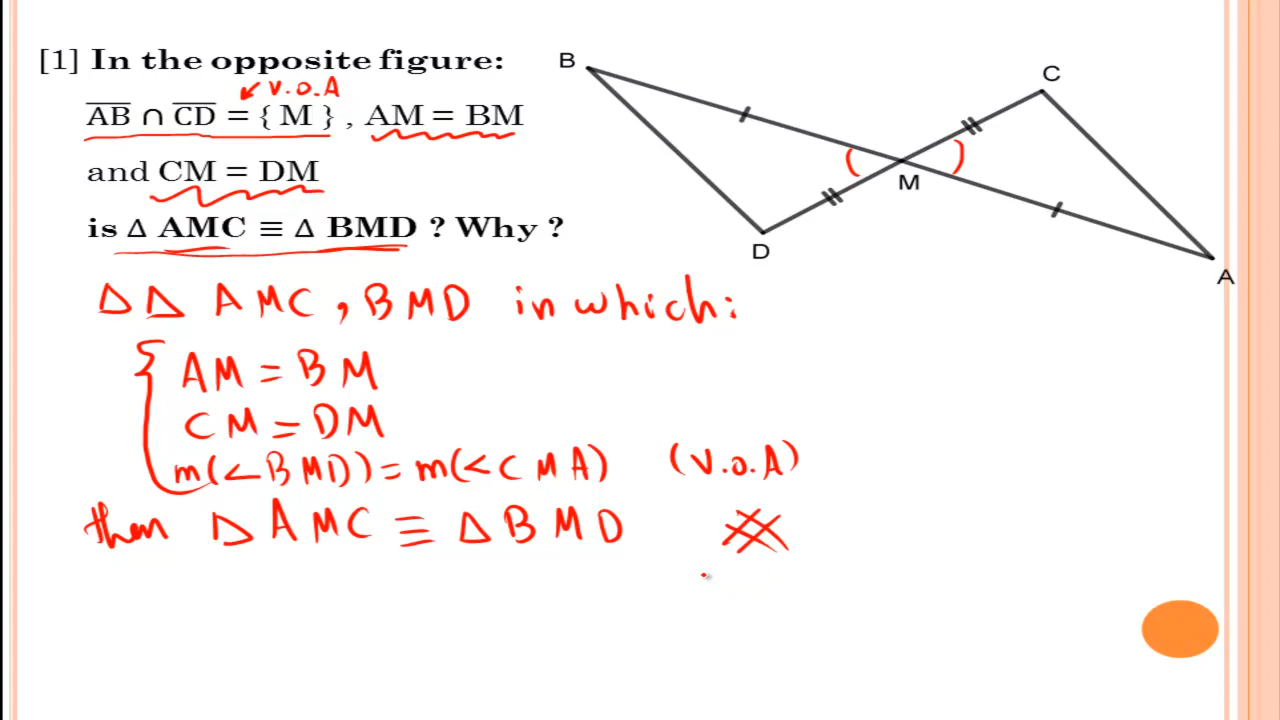 [1] In the opposite figure:
V.O.A
AB ∩ CD = { M } , AM = BM
and CM = DM
is Δ AMC ≡ Δ BMD ? Why ?
B
C
M
D
A
Δ Δ AMC , BMD in which:
AM = BM
CM = DM
m(<BMD) = m(<CMA) (V.O.A)
then Δ AMC ≡ Δ BMD